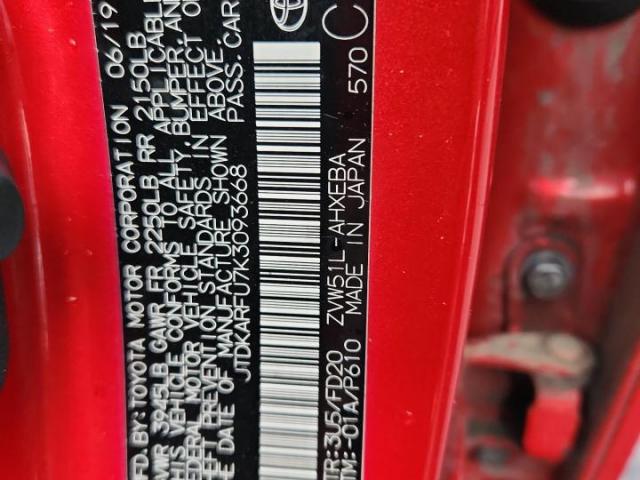 MFD. BY: TOYOTA MOTOR CORPORATION 06/19
GVWR 3945LB GAWR FR 2250LB RR 2150LB
THIS VEHICLE CONFORMS TO ALL APPLICABLE
FEDERAL MOTOR VEHICLE SAFETY, BUMPER, AND
THEFT PREVENTION STANDARDS IN EFFECT ON
DATE OF MANUFACTURE SHOWN ABOVE.
JTDKARFU7K3093668 PASS. CAR
C/TR: 3U5/FD20 ZVW51L-AHXEBA
A/TM: -01A/P610 MADE IN JAPAN 570 C